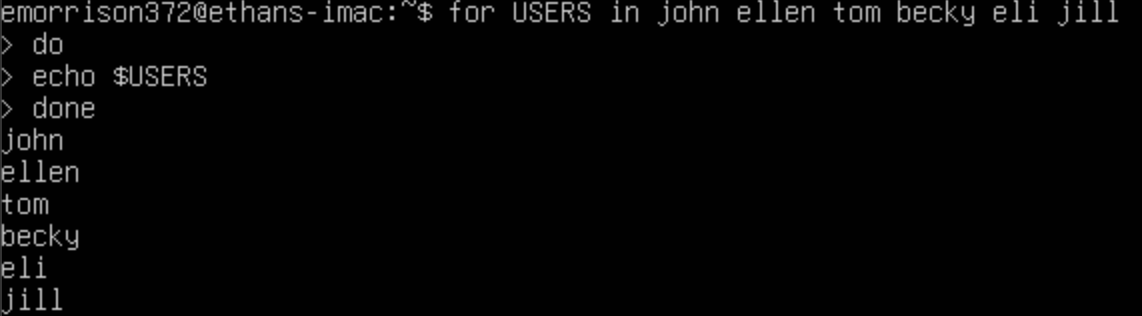 emorrison372@ethans-imac:~$ for USERS in john ellen tom becky eli jill
> do
> echo $USERS
> done
john
ellen
tom
becky
eli
jill